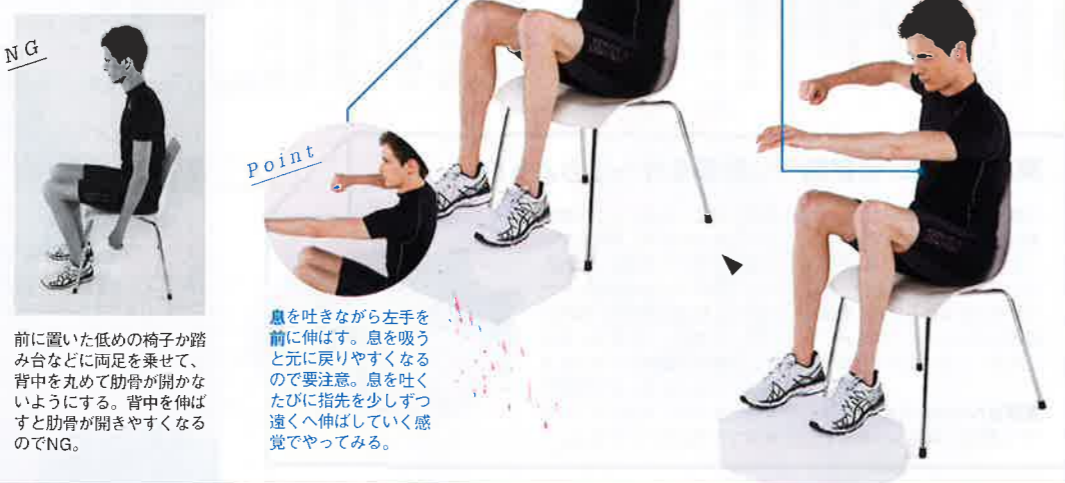 NG
前に置いた低めの椅子か踏
み台などに両足を乗せて、
背中を丸めて肋骨が開かな
いようにする。背中を伸ば
すと肋骨が開きやすくなる
のでNG。
Point
息を吐きながら左手を
前に伸ばす。息を吸う
と元に戻りやすくなる
ので要注意。息を吐く
たびに指先を少しずつ
遠くへ伸ばしていく感
覚でやってみる。